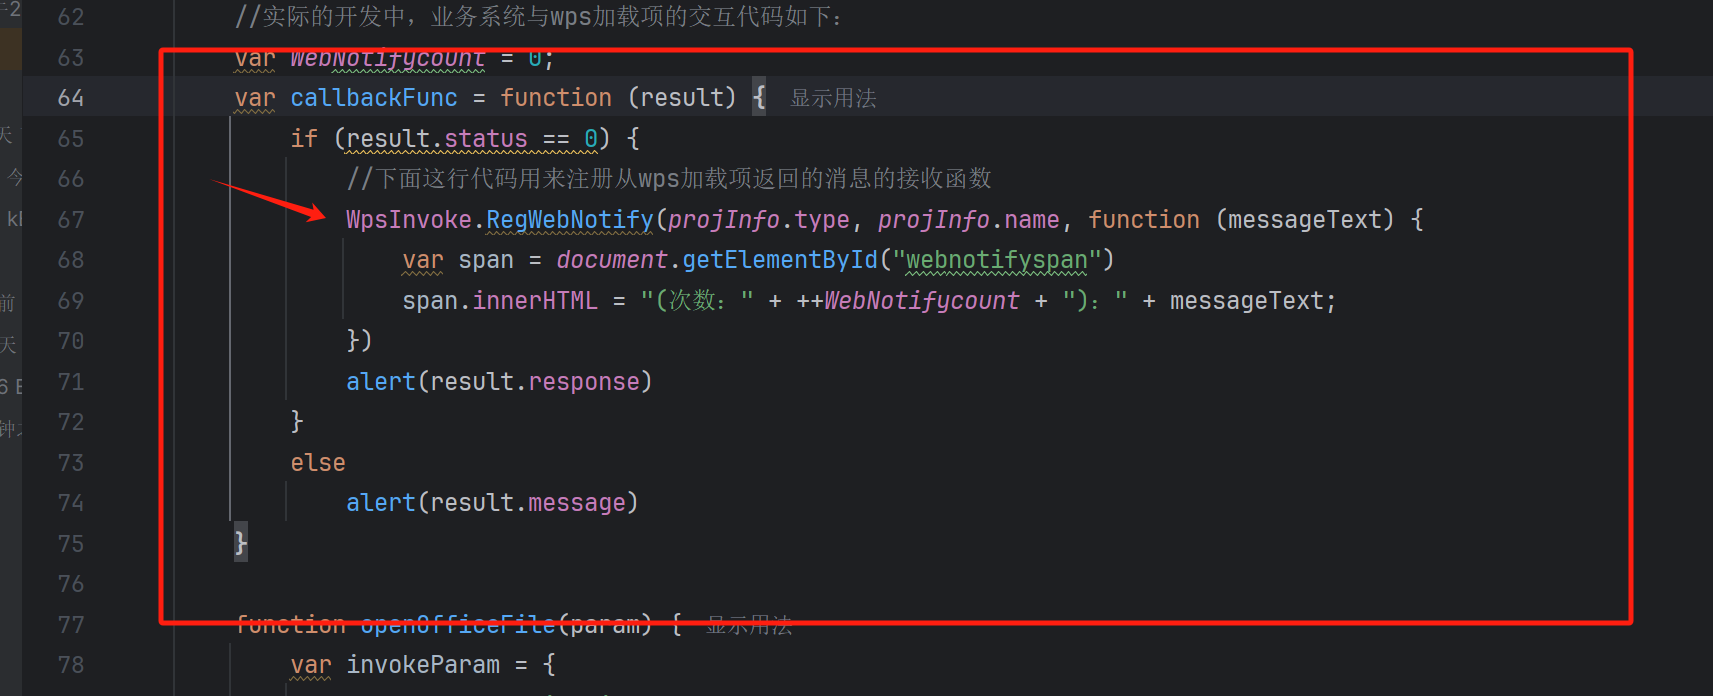 62 //实际的开发中，业务系统与wps加载项的交互代码如下：
63 var WebNotifycount = 0;
64 var callbackFunc = function (result) { 显示用法
65 if (result.status == 0) {
66 //下面这行代码用来注册从wps加载项返回的消息的接收函数
67 WpsInvoke.RegWebNotify(projInfo.type, projInfo.name, function (messageText) {
68 var span = document.getElementById("webnotifyspan")
69 span.innerHTML = "(次数：" + ++WebNotifycount + ")：" + messageText;
70 })
71 alert(result.response)
72 }
73 else
74 alert(result.message)
75 }
76
77 function openOfficeFile(param) { 显示用法
78 var invokeParam = {